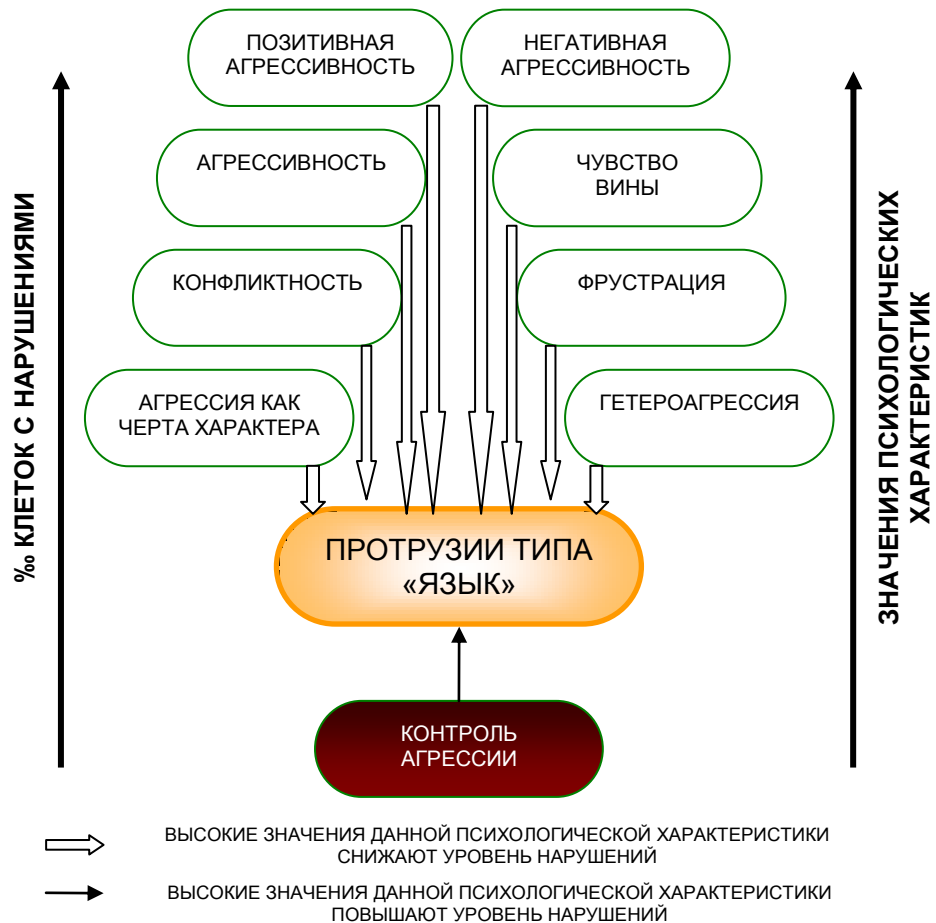 ПОЗИТИВНАЯ
АГРЕССИВНОСТЬ
НЕГАТИВНАЯ
АГРЕССИВНОСТЬ
АГРЕССИВНОСТЬ
ЧУВСТВО
ВИНЫ
КОНФЛИКТНОСТЬ
ФРУСТРАЦИЯ
АГРЕССИЯ КАК
ЧЕРТА ХАРАКТЕРА
ГЕТЕРОАГРЕССИЯ
‰ КЛЕТОК С НАРУШЕНИЯМИ
ЗНАЧЕНИЯ ПСИХОЛОГИЧЕСКИХ
ХАРАКТЕРИСТИК
ПРОТРУЗИИ ТИПА
«ЯЗЫК»
КОНТРОЛЬ
АГРЕССИИ
ВЫСОКИЕ ЗНАЧЕНИЯ ДАННОЙ ПСИХОЛОГИЧЕСКОЙ ХАРАКТЕРИСТИКИ
СНИЖАЮТ УРОВЕНЬ НАРУШЕНИЙ
ВЫСОКИЕ ЗНАЧЕНИЯ ДАННОЙ ПСИХОЛОГИЧЕСКОЙ ХАРАКТЕРИСТИКИ
ПОВЫШАЮТ УРОВЕНЬ НАРУШЕНИЙ